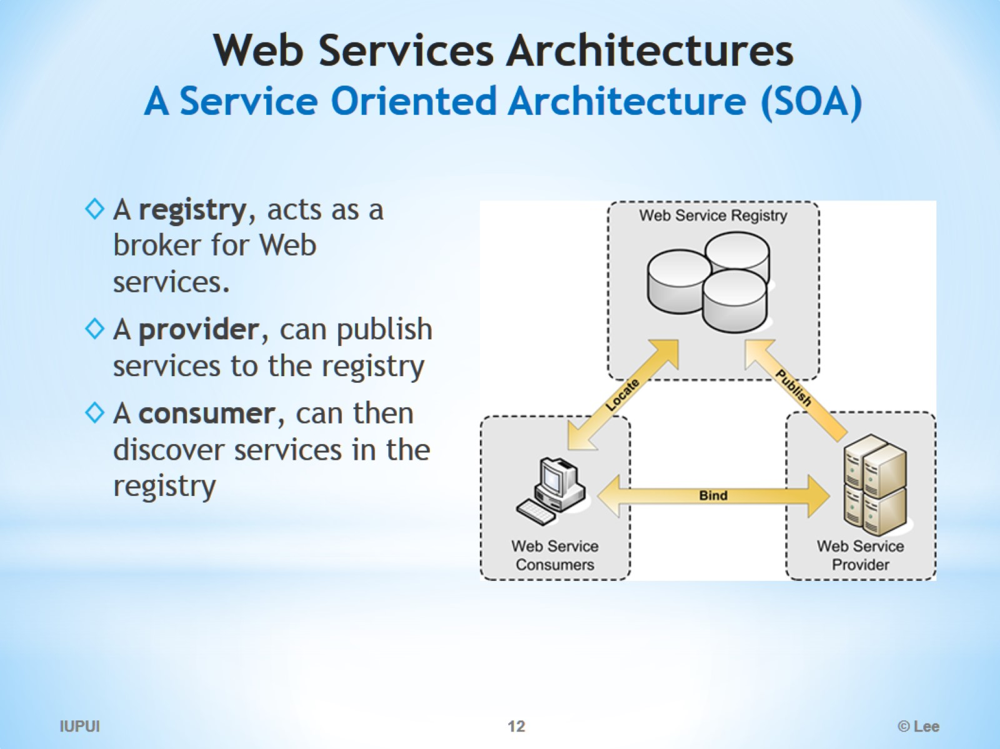 Web Services Architectures
A Service Oriented Architecture (SOA)
A registry, acts as a
broker for Web
services.
A provider, can publish
services to the registry
A consumer, can then
discover services in the
registry
Web Service Registry
Locate
Publish
Bind
Web Service
Consumers
Web Service
Provider
IUPUI
12
© Lee